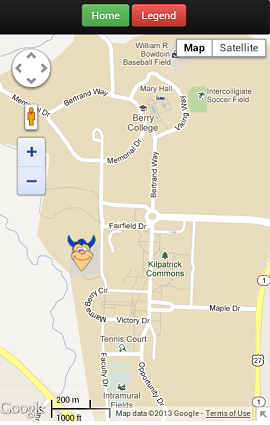 Home Legend
William R
Bowdoin
Baseball Field
Map Satellite
Mary Hall
Intercollegiate
Soccer Field
Bertrand Way
Memorial Dr
Berry
College
Viking Way
Memorial Dr
Bertrand Way
Fairfield Dr
Kilpatrick
Commons
1
Martha Berry Cir.
Maple Dr
Victory Dr
Tennis Court
Faculty Dr
Opportunity Dr
27
Intramural
Fields
1
200 m
1000 ft
Google
Map data ©2013 Google - Terms of Use